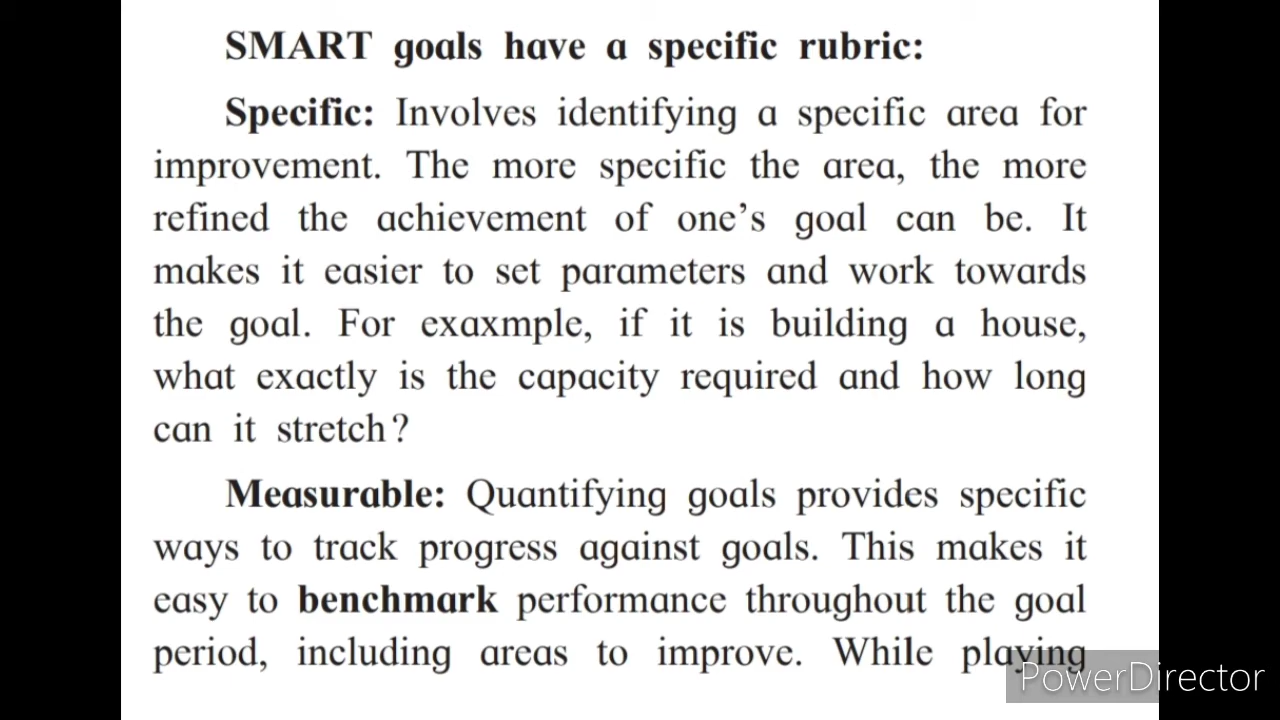 SMART goals have a specific rubric:
Specific: Involves identifying a specific area for
improvement. The more specific the area, the more
refined the achievement of one’s goal can be. It
makes it easier to set parameters and work towards
the goal. For exaxmple, if it is building a house,
what exactly is the capacity required and how long
can it stretch?
Measurable: Quantifying goals provides specific
ways to track progress against goals. This makes it
easy to benchmark performance throughout the goal
period, including areas to improve. While playing
PowerDirector